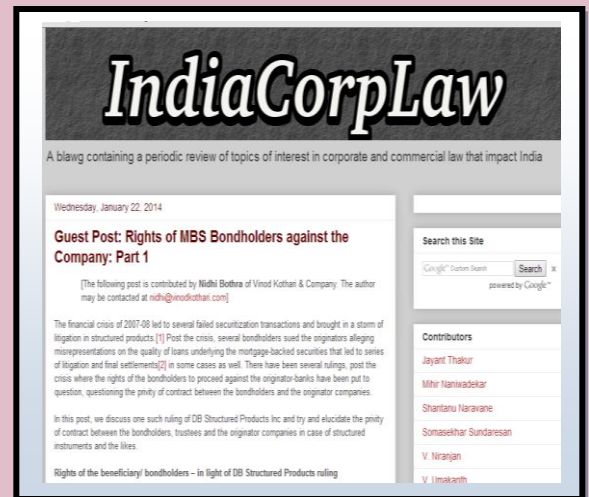 IndiaCorpLaw
A blawg containing a periodic review of topics of interest in corporate and commercial law that impact India
Wednesday, January 22, 2014
Guest Post: Rights of MBS Bondholders against the
Company: Part 1
[The following post is contributed by Nidhi Bothra of Vinod Kothari & Company. The author
may be contacted at nidhi@vinodkothari.com]
The financial crisis of 2007-08 led to several failed securitization transactions and brought in a storm of
litigation in structured products.[1] Post the crisis, several bondholders sued the originators alleging
misrepresentations on the quality of loans underlying the mortgage-backed securities that led to series
of litigation and final settlements[2] in some cases as well. There have been several rulings, post the
crisis where the rights of the bondholders to proceed against the originator-banks have been put to
question, questioning the privity of contract between the bondholders and the originator companies.
In this post, we discuss one such ruling of DB Structured Products Inc and try and elucidate the privity
of contract between the bondholders, trustees and the originator companies in case of structured
instruments and the likes.
Rights of the beneficiary/ bondholders – in light of DB Structured Products ruling
Search this Site
Google™ Custom Search Search x
powered by Google™
Contributors
Jayant Thakur
Mihir Naniwadekar
Shantanu Naravane
Somasekhar Sundaresan
V. Niranjan
V. Umakanth